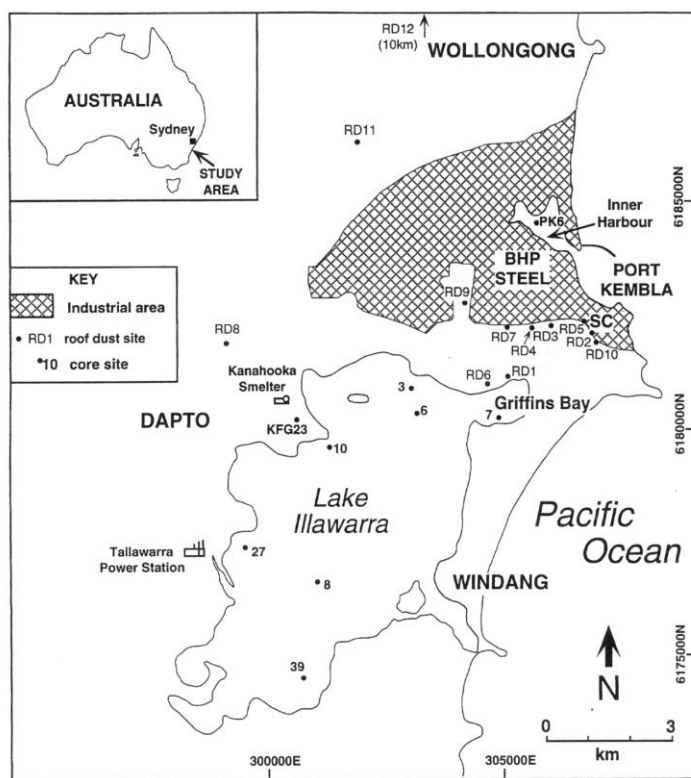 RD12
(10km)
WOLLONGONG
AUSTRALIA
Sydney
STUDY
AREA
RD11
6185000N
Inner
Harbour
PK6
BHP
STEEL
PORT
KEMBLA
KEY
Industrial area
RD1 roof dust site
10 core site
RD9
RD8
RD7
RD4
RD3
RD5
SC
RD2
RD10
Kanahooka
Smelter
RD6
RD1
3
6
7
Griffins Bay
6180000N
DAPTO
KFG23
10
Lake
Illawarra
Pacific
Ocean
Tallawarra
Power Station
27
8
WINDANG
39
6175000N
N
0
3
km
300000E
305000E